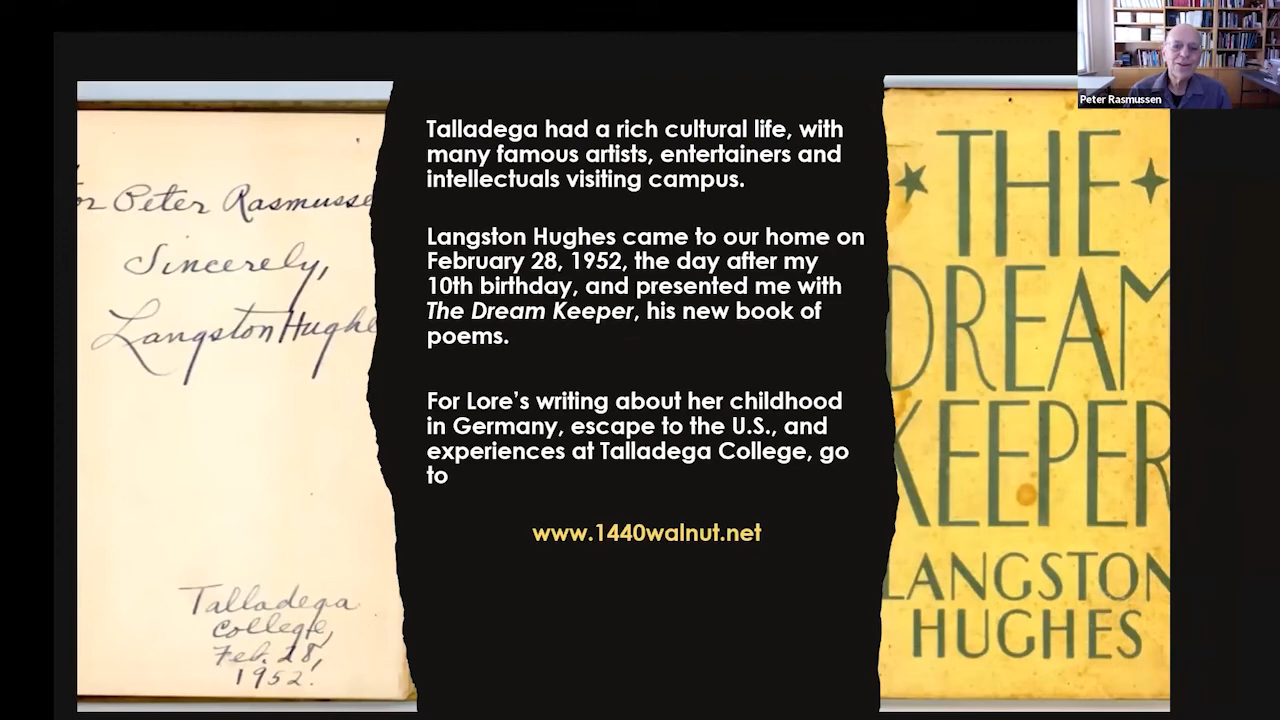 Peter Rasmussen
or Peter Rasmusse
Sincerely,
Langston Hughe
Talladega
College,
Feb. 28,
1952.
Talladega had a rich cultural life, with
many famous artists, entertainers and
intellectuals visiting campus.
Langston Hughes came to our home on
February 28, 1952, the day after my
10th birthday, and presented me with
The Dream Keeper, his new book of
poems.
For Lore’s writing about her childhood
in Germany, escape to the U.S., and
experiences at Talladega College, go
to
www.1440walnut.net
THE
DREAM
KEEPER
LANGSTON
HUGHES